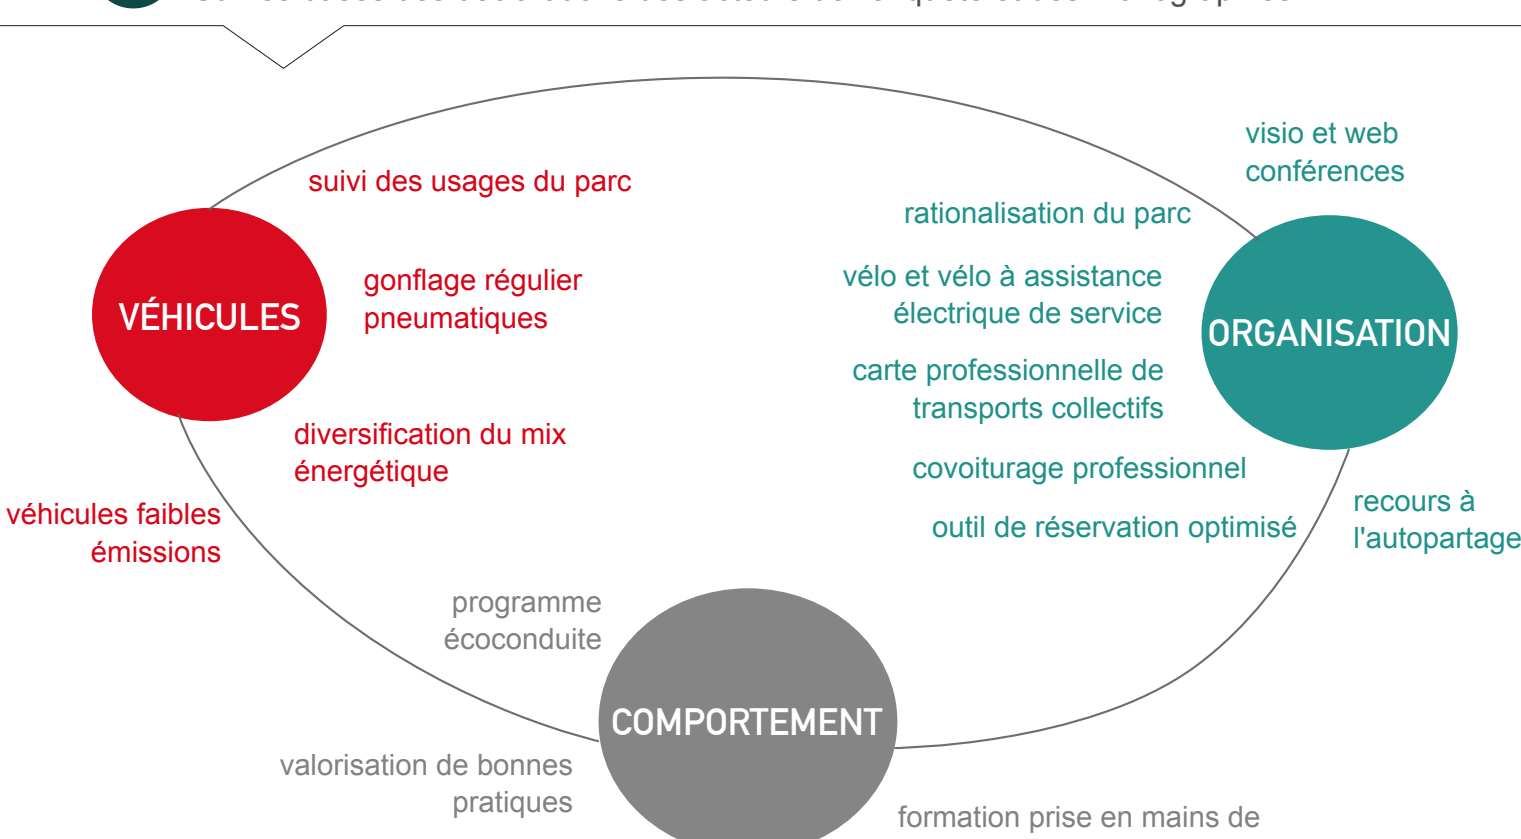 visio et web
conférences
suivi des usages du parc
rationalisation du parc
gonflage régulier
pneumatiques
vélo et vélo à assistance
électrique de service
VÉHICULES
ORGANISATION
carte professionnelle de
transports collectifs
diversification du mix
énergétique
covoiturage professionnel
véhicules faibles
émissions
outil de réservation optimisé
recours à
l'autopartage
programme
écoconduite
COMPORTEMENT
valorisation de bonnes
pratiques
formation prise en mains de